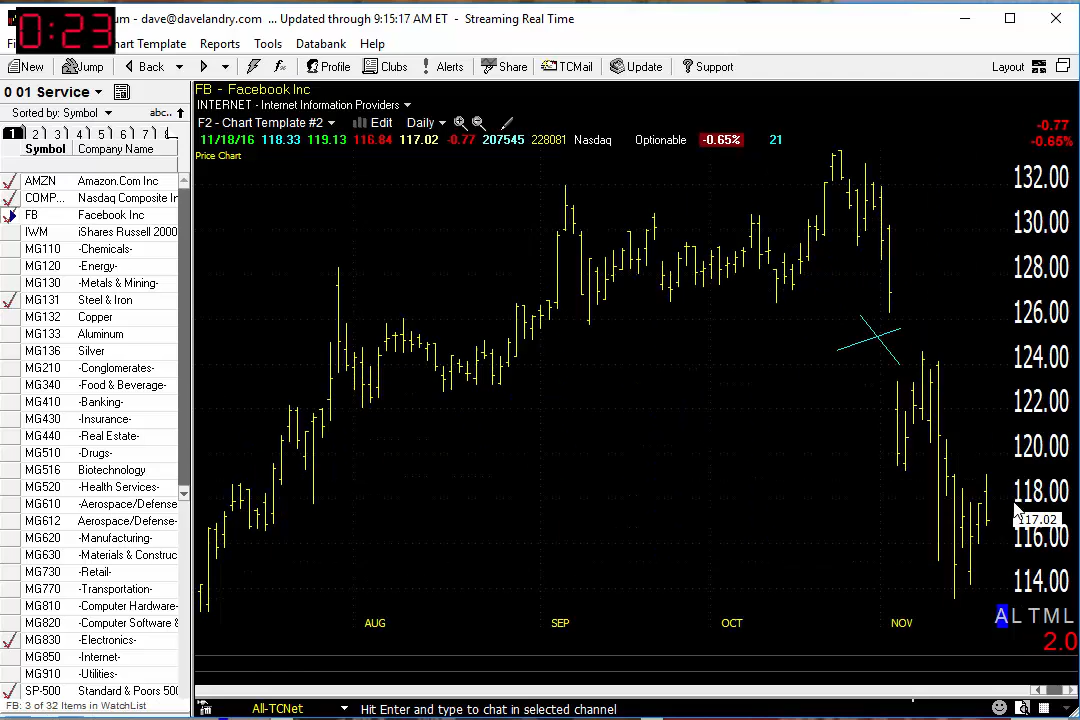 0:23
um - dave@davelandry.com ... Updated through 9:15:17 AM ET - Streaming Real Time
hart Template Reports Tools Databank Help
New Jump Back Profile Clubs Alerts Share TCMail Update Support Layout
0 01 Service
Sorted by: Symbol abc..
1 2 3 4 5 6 7
Symbol Company Name
AMZN Amazon.Com Inc
COMP... Nasdaq Composite In
FB Facebook Inc
IWM iShares Russell 2000
MG110 -Chemicals-
MG120 -Energy-
MG130 -Metals & Mining-
MG131 Steel & Iron
MG132 Copper
MG133 Aluminum
MG136 Silver
MG210 -Conglomerates-
MG340 -Food & Beverage-
MG410 -Banking-
MG430 -Insurance-
MG440 -Real Estate-
MG510 -Drugs-
MG516 Biotechnology
MG520 -Health Services-
MG610 -Aerospace/Defense
MG612 Aerospace/Defense-
MG620 -Manufacturing-
MG630 -Materials & Construc
MG730 -Retail-
MG770 -Transportation-
MG810 -Computer Hardware-
MG820 -Computer Software &
MG830 -Electronics-
MG850 -Internet-
MG910 -Utilities-
SP-500 Standard & Poors 500
FB: 3 of 32 Items in WatchList
FB - Facebook Inc
INTERNET - Internet Information Providers
F2 - Chart Template #2 Edit Daily
11/18/16 118.33 119.13 116.84 117.02 -0.77 207545 228081 Nasdaq Optionable -0.65% 21
Price Chart
-0.77
-0.65%
132.00
130.00
128.00
126.00
124.00
122.00
120.00
118.00
117.02
116.00
114.00
A L T M L
2.0
AUG SEP OCT NOV
All-TCNet Hit Enter and type to chat in selected channel